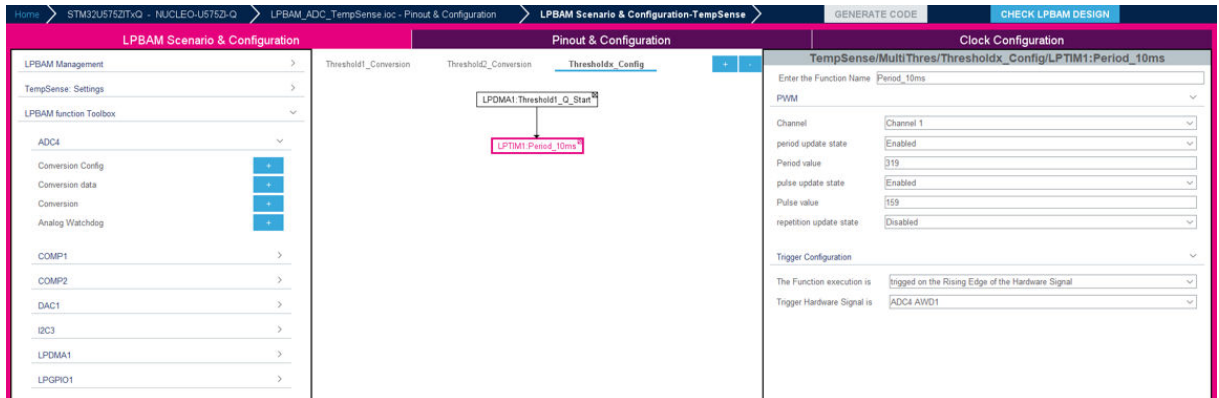 Home STM32U575ZITxQ - NUCLEO-U575ZI-Q LPBAM_ADC_TempSense.ioc - Pinout & Configuration LPBAM Scenario & Configuration-TempSense GENERATE CODE CHECK LPBAM DESIGN
LPBAM Scenario & Configuration Pinout & Configuration Clock Configuration
LPBAM Management
TempSense: Settings
LPBAM function Toolbox
ADC4
Conversion Config +
Conversion data +
Conversion +
Analog Watchdog +
COMP1
COMP2
DAC1
I2C3
LPDMA1
LPGPIO1
Threshold1_Conversion Threshold2_Conversion Thresholdx_Config + -
LPDMA1:Threshold1_Q_Start
LPTIM1:Period_10ms
TempSense/MultiThres/Thresholdx_Config/LPTIM1:Period_10ms
Enter the Function Name Period_10ms
PWM
Channel Channel 1
period update state Enabled
Period value 319
pulse update state Enabled
Pulse value 159
repetition update state Disabled
Trigger Configuration
The Function execution is trigged on the Rising Edge of the Hardware Signal
Trigger Hardware Signal is ADC4 AWD1